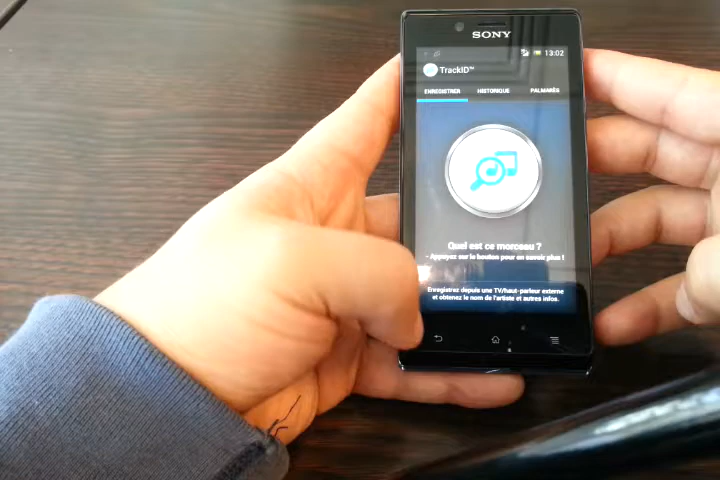 SONY
13:02
TrackID™
ENREGISTRER HISTORIQUE PALMARÈS
Quel est ce morceau ?
- Appuyez sur le bouton pour en savoir plus !
Enregistrez depuis une TV/haut-parleur externe
et obtenez le nom de l'artiste et autres infos.